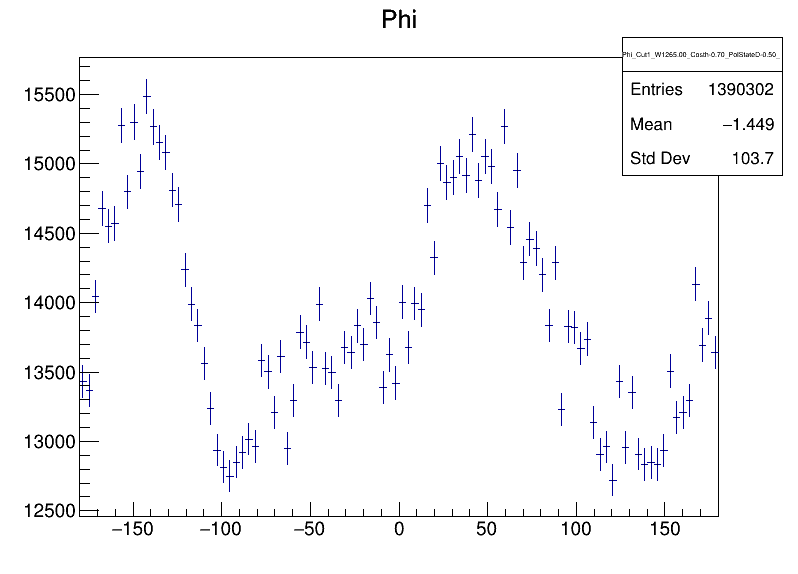 Phi
Phi_Cut1_W1265.00_Costh-0.70_PolStateD-0.50_
Entries 1390302
Mean −1.449
Std Dev 103.7
15500
15000
14500
14000
13500
13000
12500
−150 −100 −50 0 50 100 150